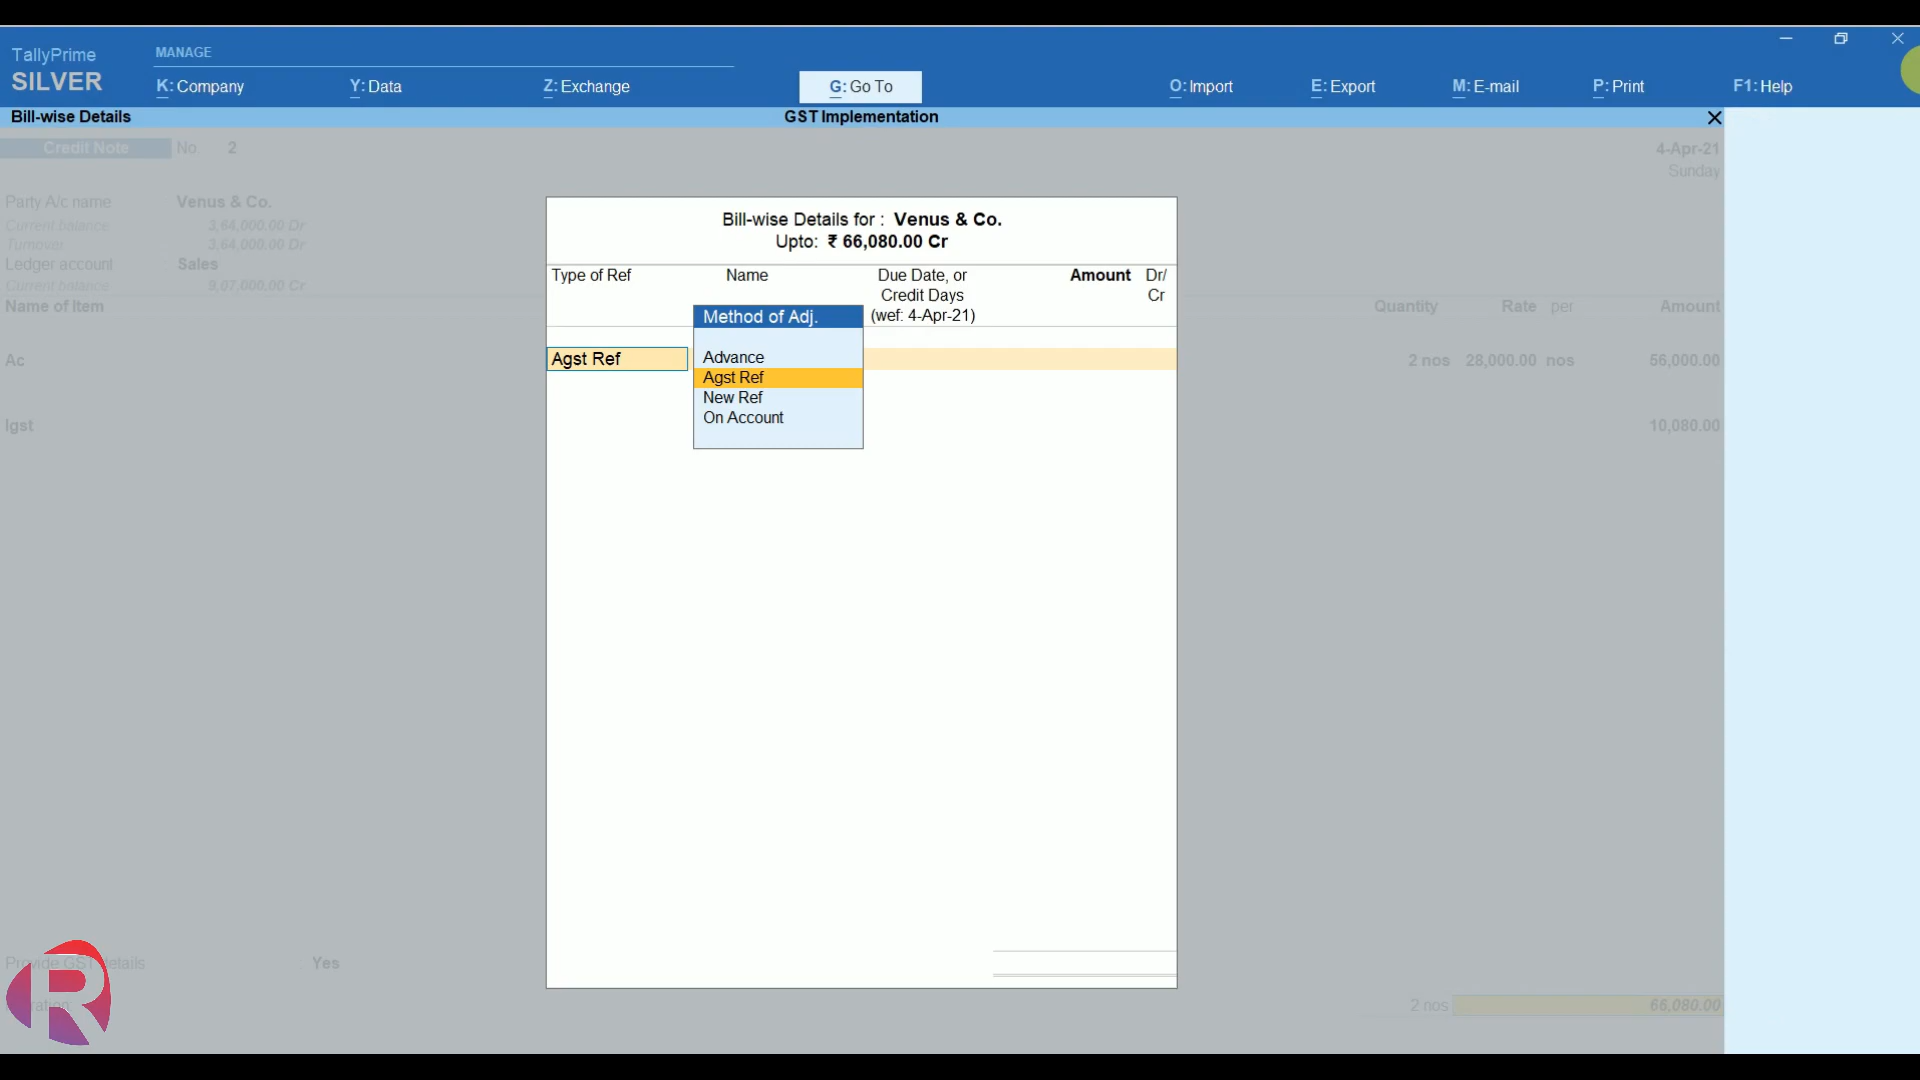 TallyPrime
SILVER
MANAGE
K: Company
Y: Data
Z: Exchange
G: Go To
O: Import
E: Export
M: E-mail
P: Print
F1: Help
Bill-wise Details
GST Implementation
Credit Note No. 2
4-Apr-21
Sunday
Party A/c name : Venus & Co.
Current balance : 3,64,000.00 Dr
Turnover : 3,64,000.00 Dr
Ledger account : Sales
Current balance : 9,07,000.00 Cr
Name of Item Quantity Rate per Amount
Ac 2 nos 28,000.00 nos 56,000.00
Igst 10,080.00
Bill-wise Details for : Venus & Co.
Upto: ₹ 66,080.00 Cr
Type of Ref Name Due Date, or Amount Dr/
Credit Days Cr
(wef: 4-Apr-21)
Method of Adj.
Agst Ref
Advance
Agst Ref
New Ref
On Account
Provide GST details Yes
2 nos 66,080.00
R